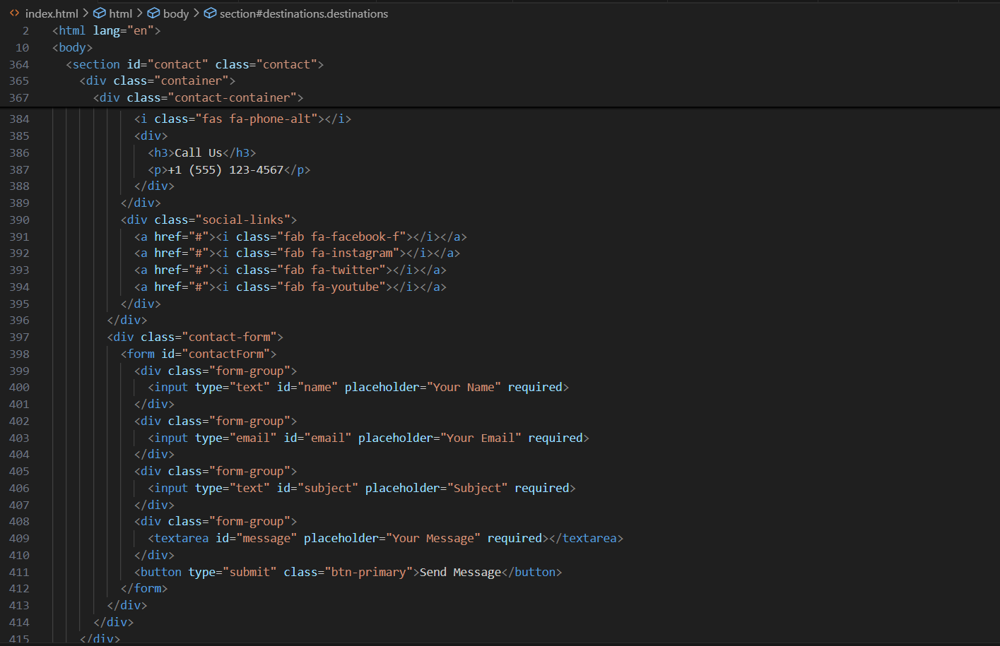 index.html > html > body > section#destinations.destinations
2 <html lang="en">
10 <body>
364 <section id="contact" class="contact">
365 <div class="container">
367 <div class="contact-container">
384 <i class="fas fa-phone-alt"></i>
385 <div>
386 <h3>Call Us</h3>
387 <p>+1 (555) 123-4567</p>
388 </div>
389 </div>
390 <div class="social-links">
391 <a href="#"><i class="fab fa-facebook-f"></i></a>
392 <a href="#"><i class="fab fa-instagram"></i></a>
393 <a href="#"><i class="fab fa-twitter"></i></a>
394 <a href="#"><i class="fab fa-youtube"></i></a>
395 </div>
396 </div>
397 <div class="contact-form">
398 <form id="contactForm">
399 <div class="form-group">
400 <input type="text" id="name" placeholder="Your Name" required>
401 </div>
402 <div class="form-group">
403 <input type="email" id="email" placeholder="Your Email" required>
404 </div>
405 <div class="form-group">
406 <input type="text" id="subject" placeholder="Subject" required>
407 </div>
408 <div class="form-group">
409 <textarea id="message" placeholder="Your Message" required></textarea>
410 </div>
411 <button type="submit" class="btn-primary">Send Message</button>
412 </form>
413 </div>
414 </div>
415 </div>